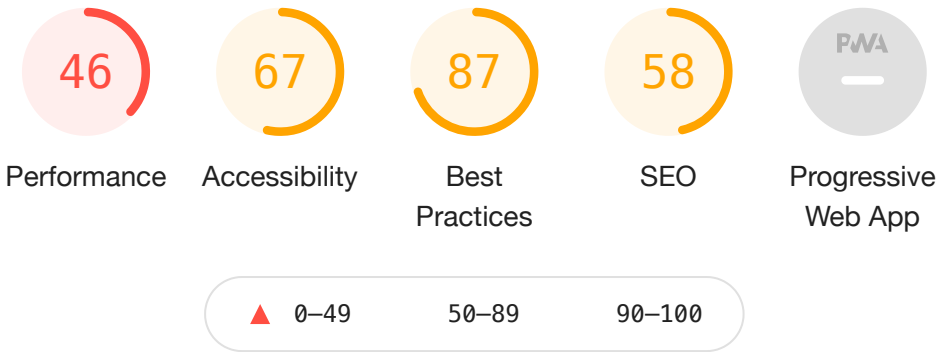 46
67
87
58
PWA
Performance
Accessibility
Best
Practices
SEO
Progressive
Web App
0–49
50–89
90–100